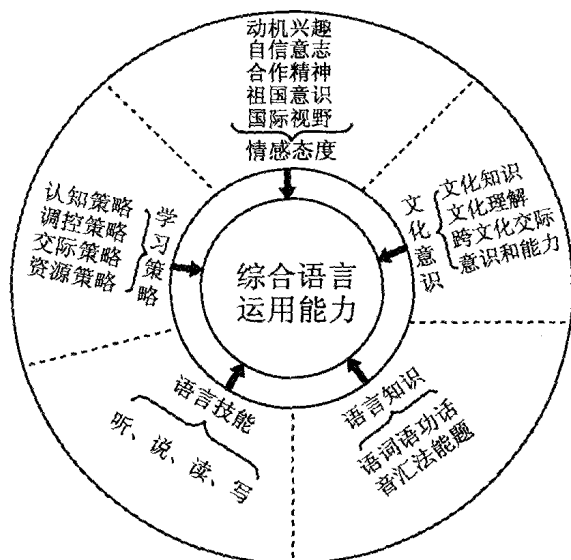 动机兴趣
自信意志
合作精神
祖国意识
国际视野
情感态度
认知策略
调控策略
交际策略
资源策略
学习策略
文化意识
文化知识
文化理解
跨文化交际
意识和能力
综合语言
运用能力
语言技能
听、说、读、写
语言知识
语词语功话
音汇法能题